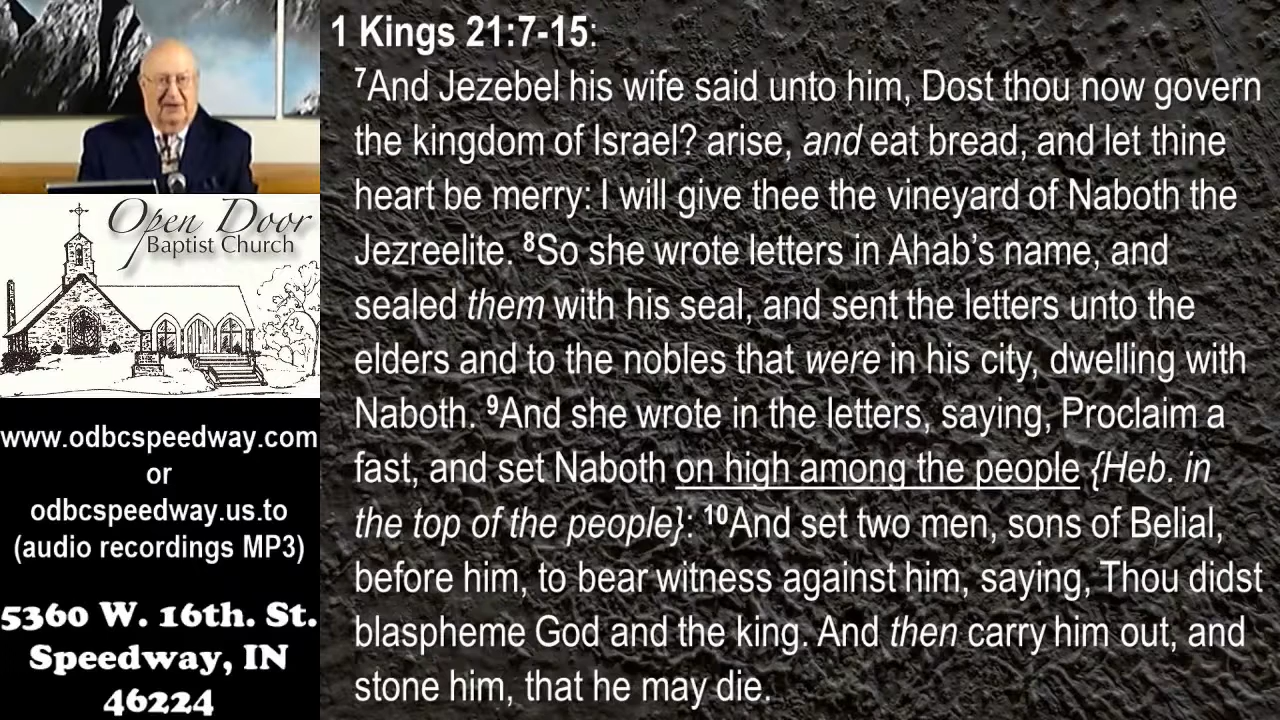 Open Door
Baptist Church
www.odbcspeedway.com
or
odbcspeedway.us.to
(audio recordings MP3)
5360 W. 16th. St.
Speedway, IN
46224
1 Kings 21:7-15:
7And Jezebel his wife said unto him, Dost thou now govern
the kingdom of Israel? arise, and eat bread, and let thine
heart be merry: I will give thee the vineyard of Naboth the
Jezreelite. 8So she wrote letters in Ahab’s name, and
sealed them with his seal, and sent the letters unto the
elders and to the nobles that were in his city, dwelling with
Naboth. 9And she wrote in the letters, saying, Proclaim a
fast, and set Naboth on high among the people {Heb. in
the top of the people}: 10And set two men, sons of Belial,
before him, to bear witness against him, saying, Thou didst
blaspheme God and the king. And then carry him out, and
stone him, that he may die.